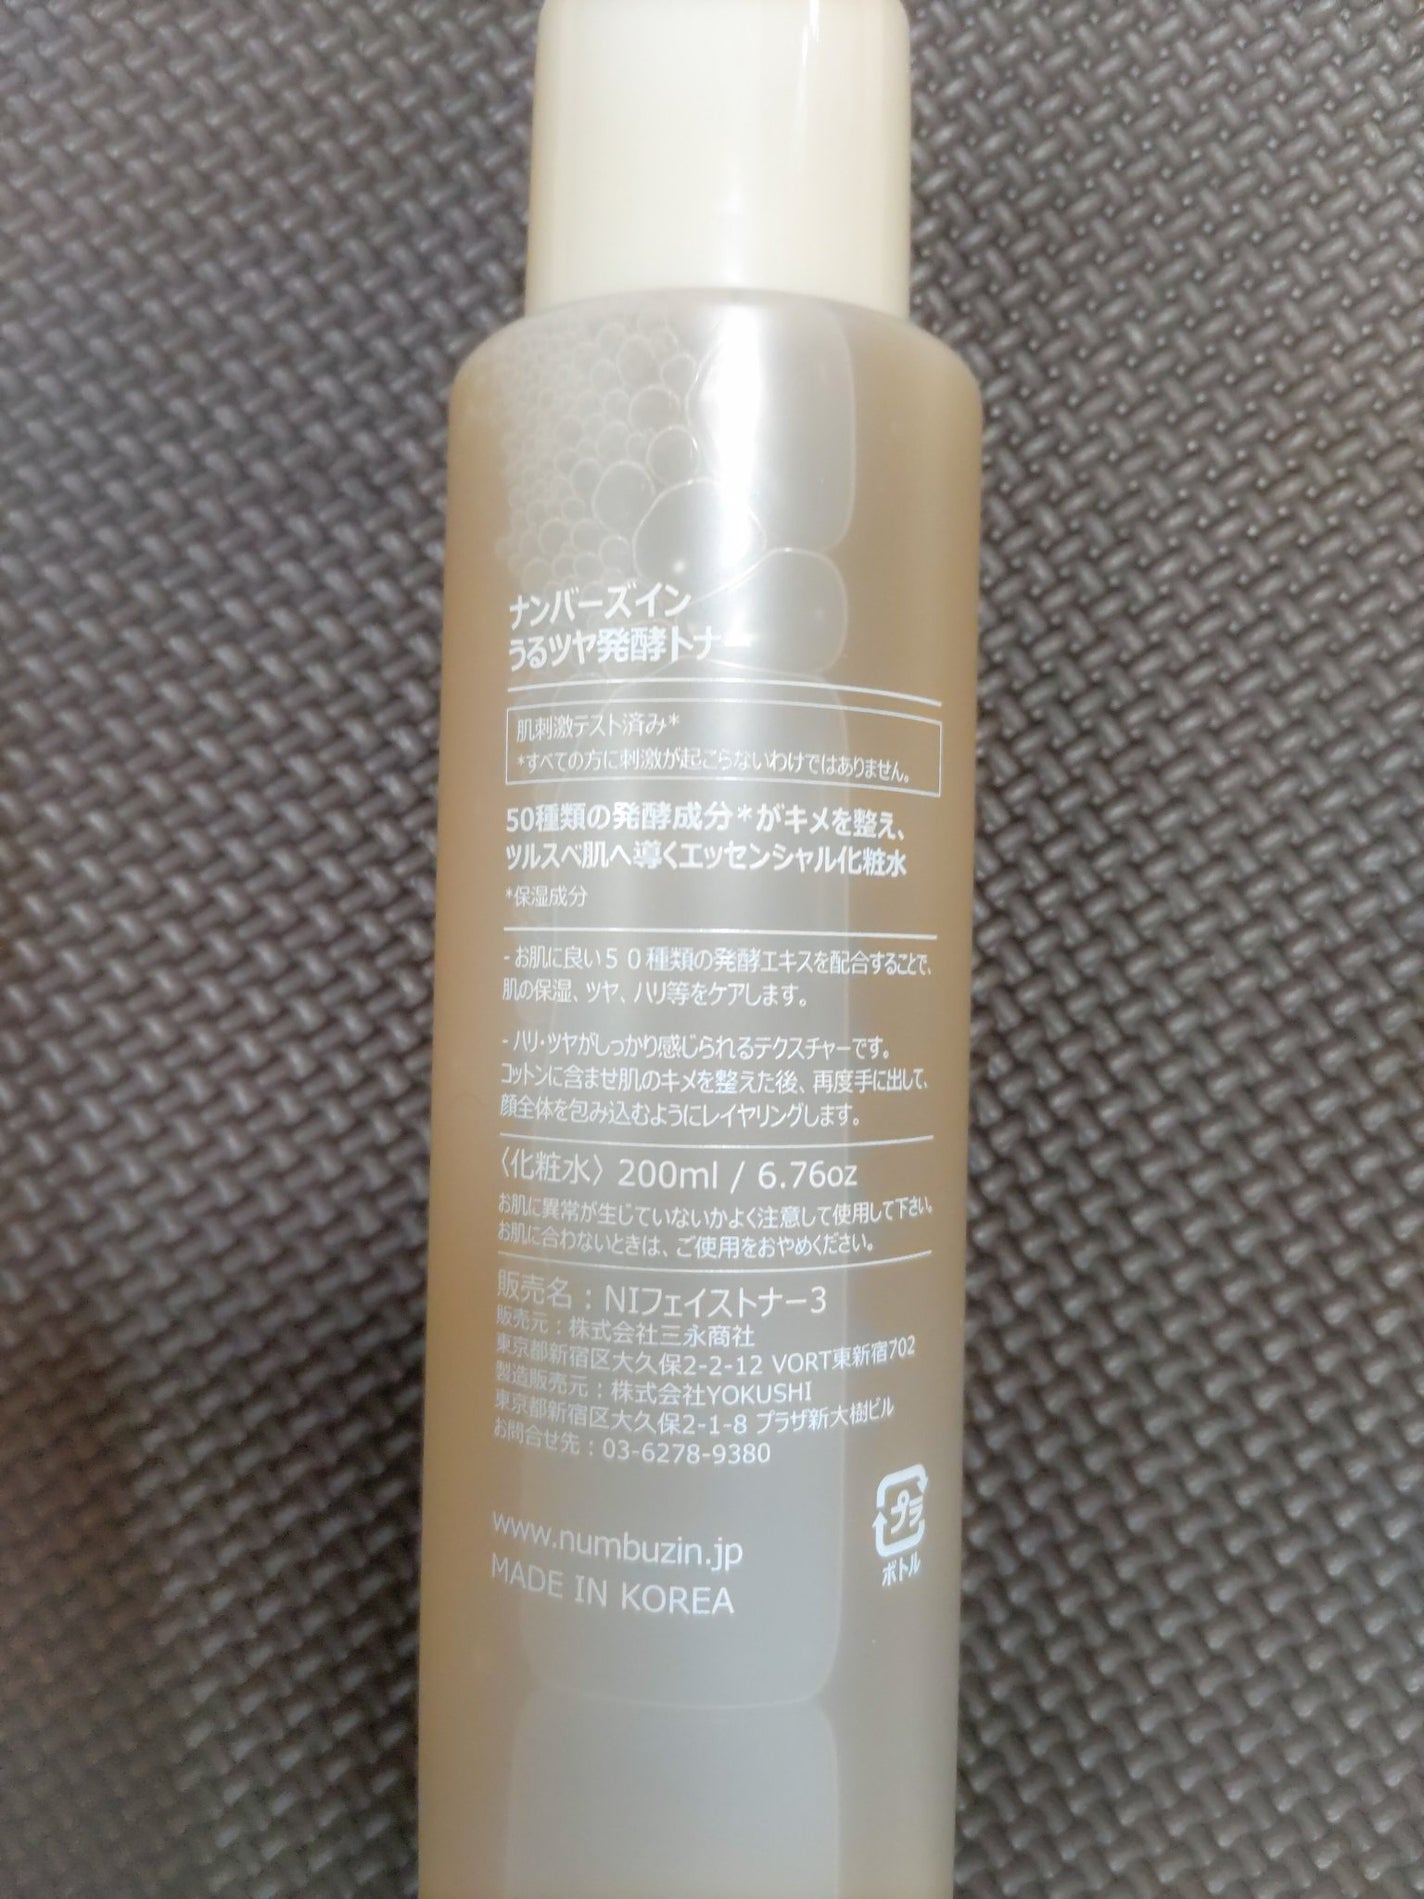 ナンバーズイン
うるツヤ発酵トナー
肌刺激テスト済み*
*すべての方に刺激が起こらないわけではありません。
50種類の発酵成分*がキメを整え、
ツルスベ肌へ導くエッセンシャル化粧水
*保湿成分
- お肌に良い５０種類の発酵エキスを配合することで、
肌の保湿、ツヤ、ハリ等をケアします。
- ハリ・ツヤがしっかり感じられるテクスチャーです。
コットンに含ませ肌のキメを整えた後、再度手に出して、
顔全体を包み込むようにレイヤリングします。
〈化粧水〉200ml / 6.76oz
お肌に異常が生じていないかよく注意して使用して下さい。
お肌に合わないときは、ご使用をおやめください。
販売名：NIフェイストナー3
販売元：株式会社三永商社
東京都新宿区大久保2-2-12 VORT東新宿702
製造販売元：株式会社YOKUSHI
東京都新宿区大久保2-1-8 プラザ新大樹ビル
お問合せ先：03-6278-9380
www.numbuzin.jp
MADE IN KOREA
プラ
ボトル